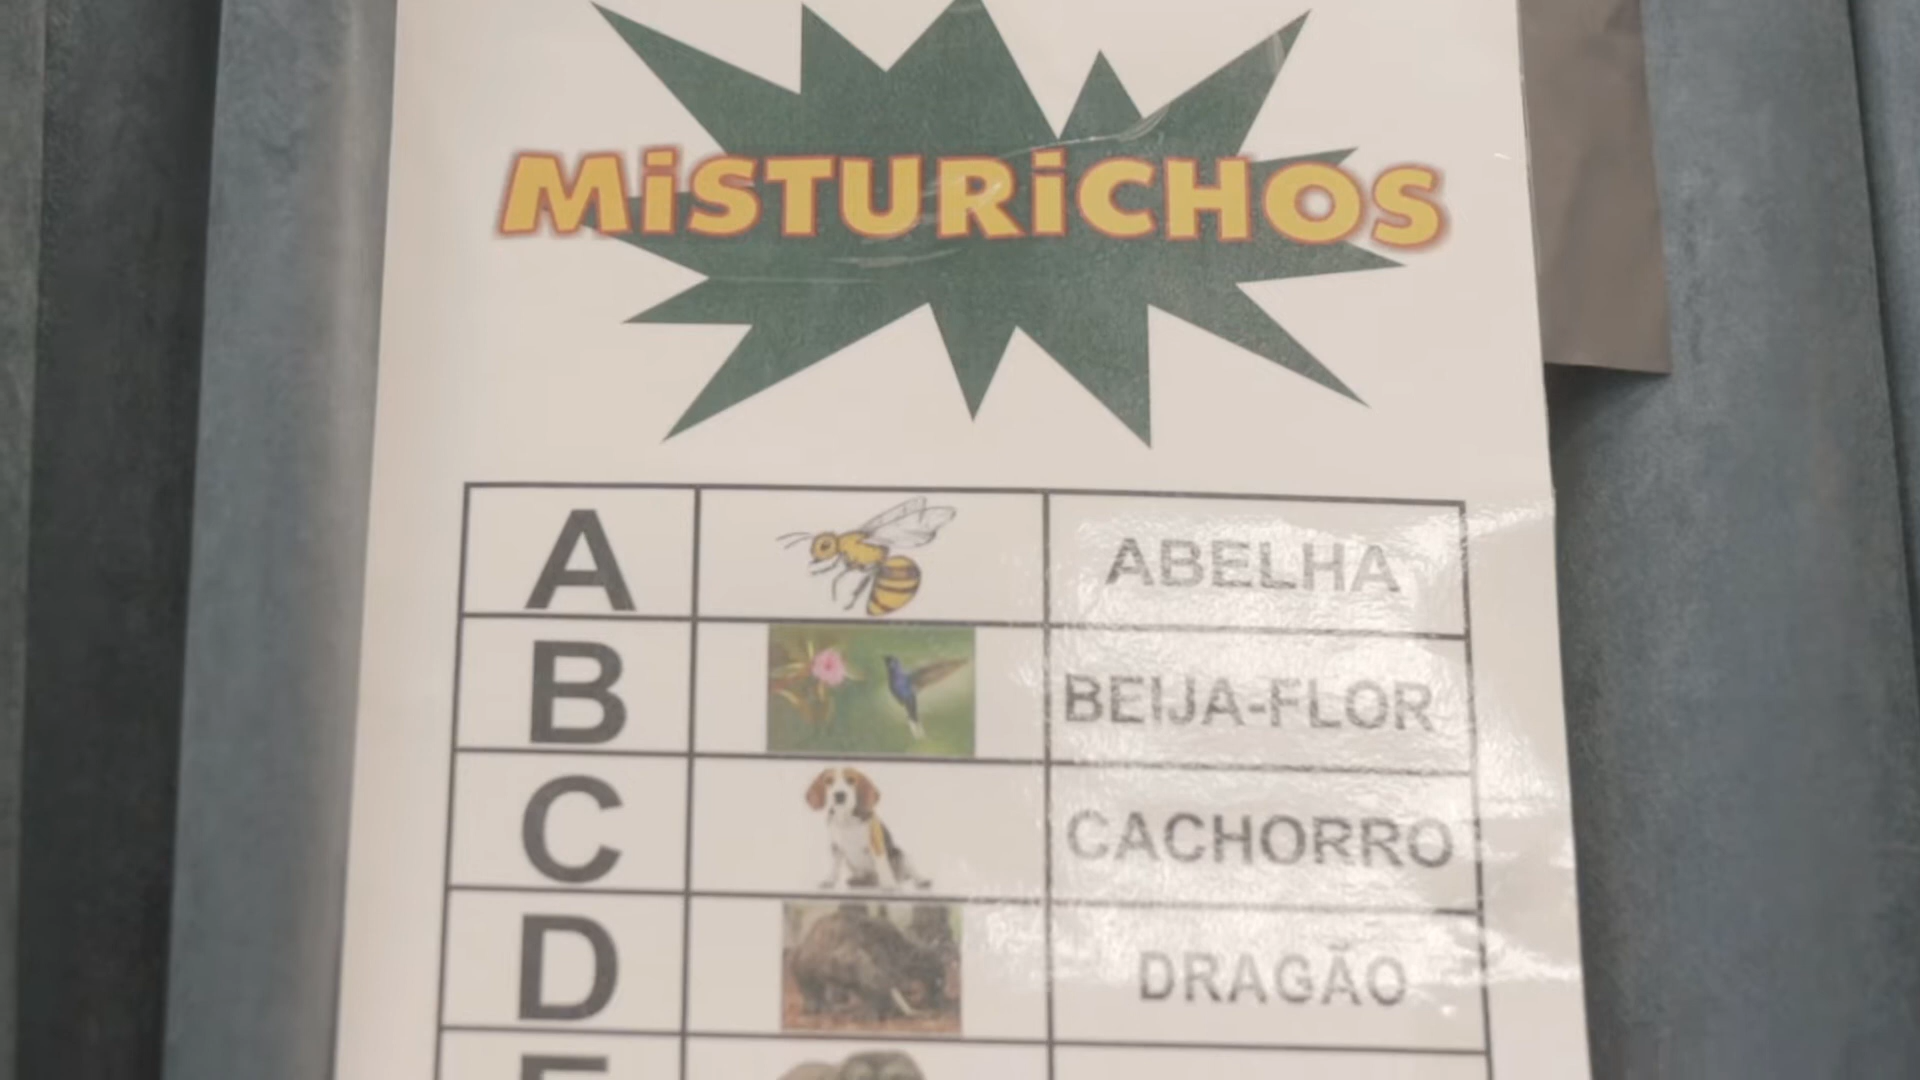 MiSTURiCHOS
A ABELHA
B BEIJA-FLOR
C CACHORRO
D DRAGÃO
E